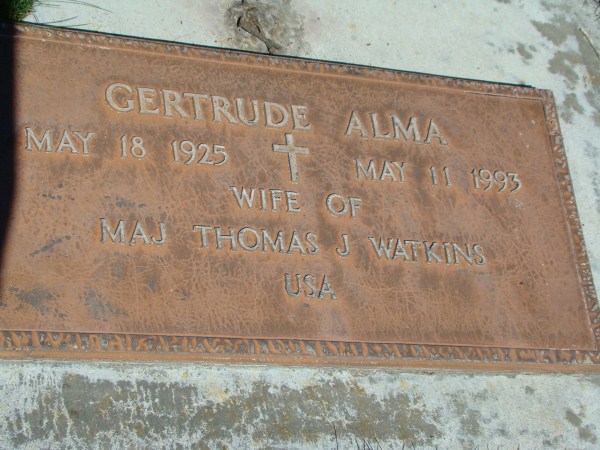 GERTRUDE ALMA
MAY 18 1925 MAY 11 1993
WIFE OF
MAJ THOMAS J WATKINS
USA